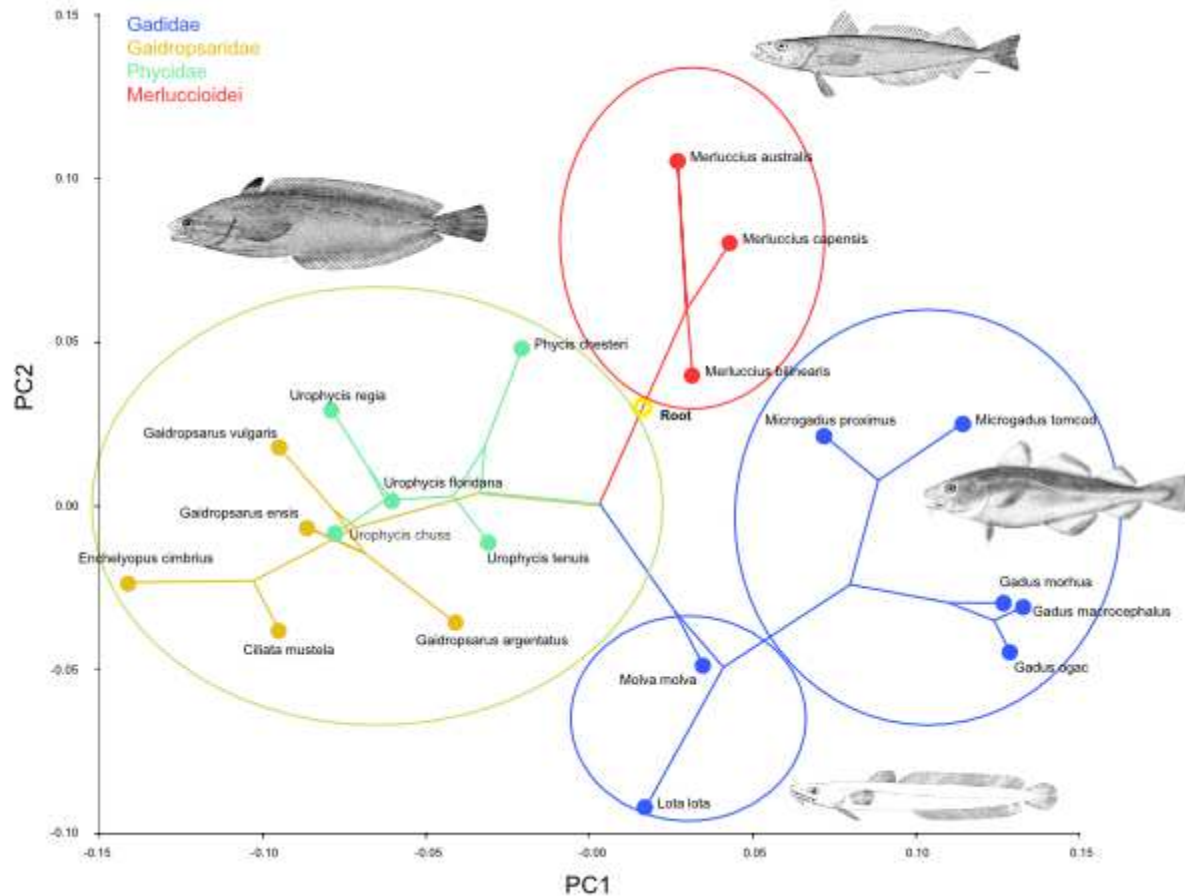 0.15
Gadidae
Gaidropsaridae
Phycidae
Merluccioidei
Merluccius australis
0.10
Merluccius capensis
0.05
Phycis chesteri
Merluccius bilinearis
PC2
Urophycis regia
Root
Microgadus proximus
Microgadus tomcod
Gaidropsarus vulgaris
Urophycis floridana
0.00
Gaidropsarus ensis
Urophycis chuss
Enchelyopus cimbrius
Urophycis tenuis
Gadus morhua
Gadus macrocephalus
Ciliata mustela
Gaidropsarus argentatus
Molva molva
Gadus ogac
-0.05
Lota lota
-0.10
-0.15
-0.10
-0.05
-0.00
0.05
0.10
0.15
PC1